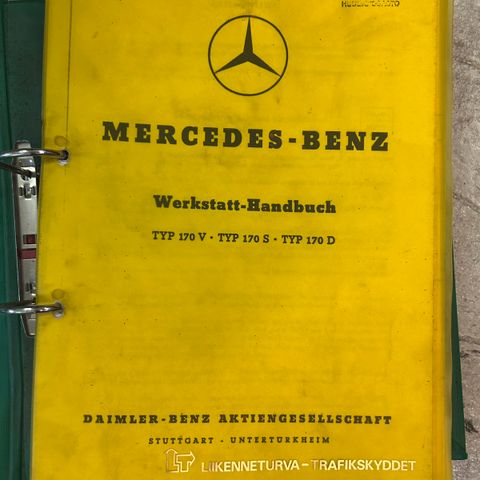 MERCEDES-BENZ
Werkstatt-Handbuch
TYP 170 V · TYP 170 S · TYP 170 D
DAIMLER-BENZ AKTIENGESELLSCHAFT
STUTTGART - UNTERTÜRKHEIM
LIIKENNETURVA-TRAFIKSKYDDET